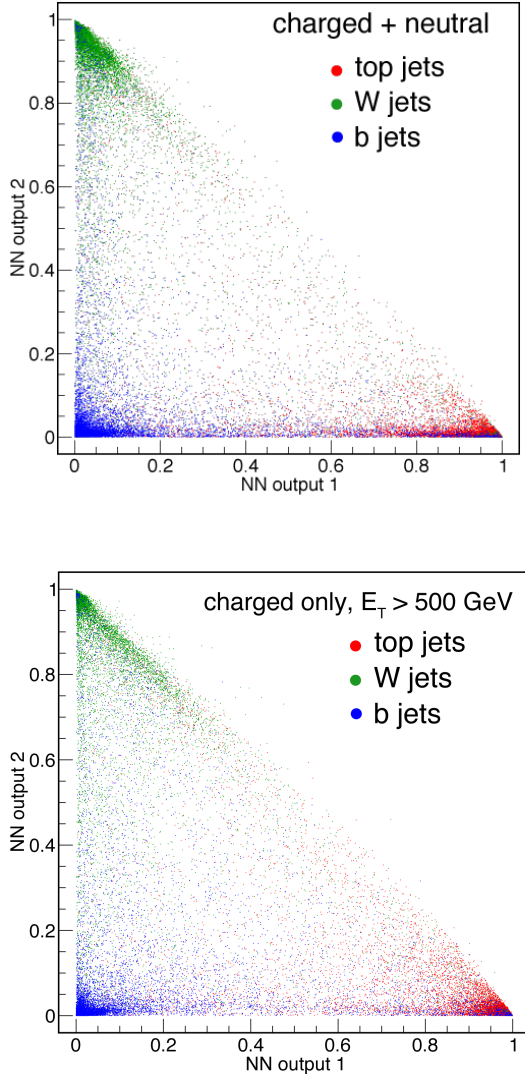 charged + neutral
top jets
W jets
b jets
1
0.8
0.6
0.4
0.2
0
NN output 2
0 0.2 0.4 0.6 0.8 1
NN output 1
charged only, E_T > 500 GeV
top jets
W jets
b jets
1
0.8
0.6
0.4
0.2
0
NN output 2
0 0.2 0.4 0.6 0.8 1
NN output 1